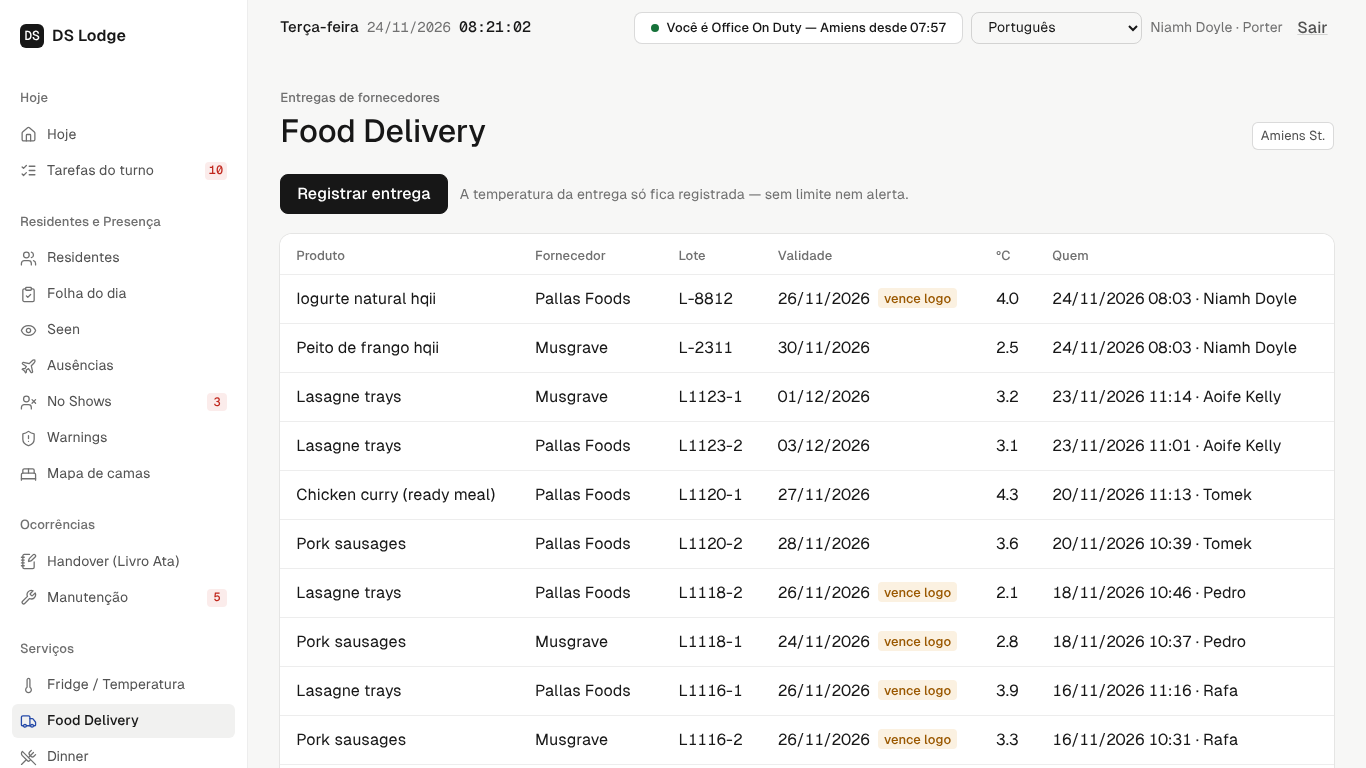 DS DS Lodge
Terça-feira 24/11/2026 08:21:02
Você é Office On Duty — Amiens desde 07:57
Português
Niamh Doyle · Porter
Sair
Hoje
Hoje
Tarefas do turno 10
Residentes e Presença
Residentes
Folha do dia
Seen
Ausências
No Shows 3
Warnings
Mapa de camas
Ocorrências
Handover (Livro Ata)
Manutenção 5
Serviços
Fridge / Temperatura
Food Delivery
Dinner
Entregas de fornecedores
Food Delivery
Amiens St.
Registrar entrega A temperatura da entrega só fica registrada — sem limite nem alerta.
Produto Fornecedor Lote Validade °C Quem
Iogurte natural hqii Pallas Foods L-8812 26/11/2026 vence logo 4.0 24/11/2026 08:03 · Niamh Doyle
Peito de frango hqii Musgrave L-2311 30/11/2026 2.5 24/11/2026 08:03 · Niamh Doyle
Lasagne trays Musgrave L1123-1 01/12/2026 3.2 23/11/2026 11:14 · Aoife Kelly
Lasagne trays Pallas Foods L1123-2 03/12/2026 3.1 23/11/2026 11:01 · Aoife Kelly
Chicken curry (ready meal) Pallas Foods L1120-1 27/11/2026 4.3 20/11/2026 11:13 · Tomek
Pork sausages Pallas Foods L1120-2 28/11/2026 3.6 20/11/2026 10:39 · Tomek
Lasagne trays Pallas Foods L1118-2 26/11/2026 vence logo 2.1 18/11/2026 10:46 · Pedro
Pork sausages Musgrave L1118-1 24/11/2026 vence logo 2.8 18/11/2026 10:37 · Pedro
Lasagne trays Pallas Foods L1116-1 26/11/2026 vence logo 3.9 16/11/2026 11:16 · Rafa
Pork sausages Musgrave L1116-2 26/11/2026 vence logo 3.3 16/11/2026 10:31 · Rafa